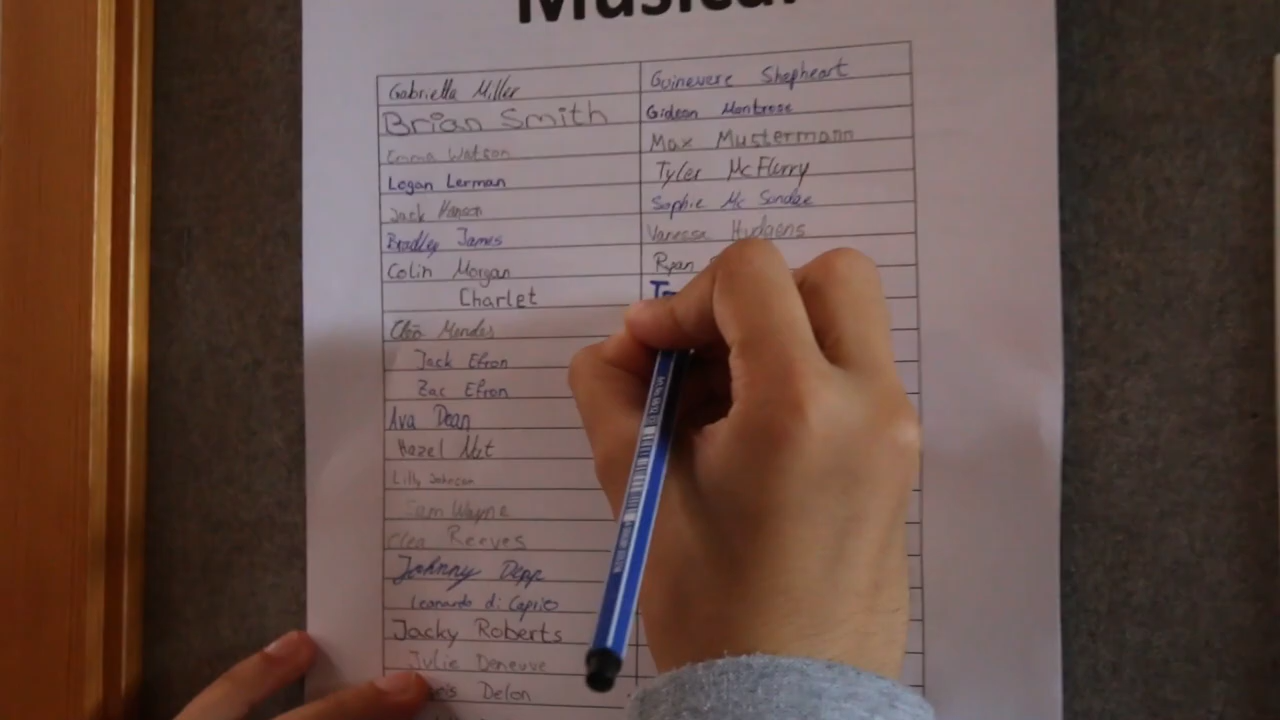 Musical
Gabriella Miller
Brian Smith
Emma Watson
Logan Lerman
Jack Hanson
Bradley James
Colin Morgan
Charlet
Cleo Mendes
Jack Efron
Zac Efron
Ava Dean
Hazel Nut
Lilly Johnson
Sam Wayne
Clea Reeves
Johnny Depp
Leonardo di Caprio
Jacky Roberts
Julie Deneuve
Delon
Guinevere Shepheart
Gideon Montrose
Max Mustermann
Tyler McFlurry
Sophie Mc Sundae
Vanessa Hudgens
Ryan